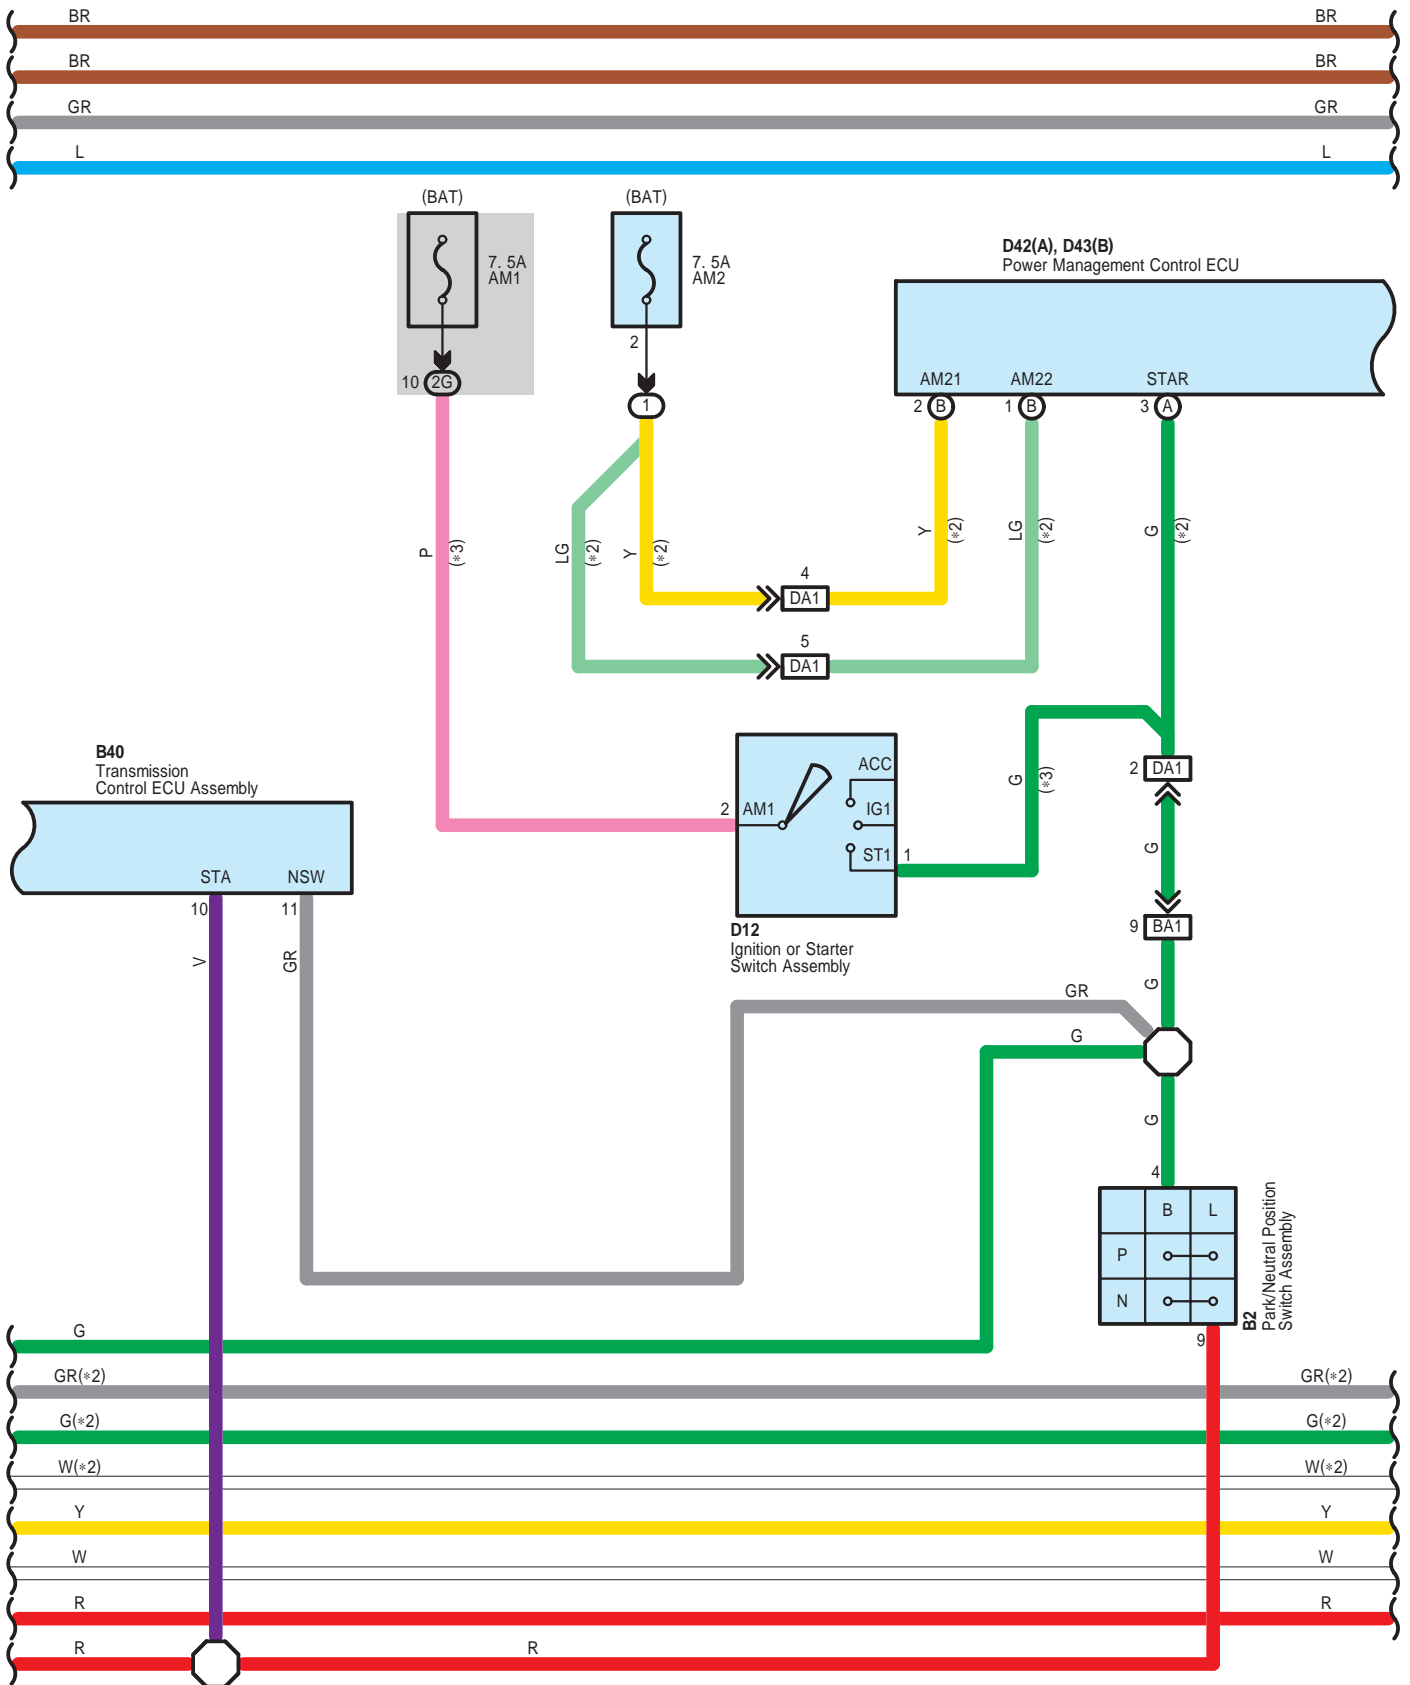 BR BR
BR BR
GR GR
L L
(BAT) (BAT)
7. 5A
AM1
7. 5A
AM2
2
10 2G
1
D42(A), D43(B)
Power Management Control ECU
AM21 AM22 STAR
2 B 1 B 3 A
P
(*3)
LG
(*2)
Y
(*2)
Y
(*2)
LG
(*2)
G
(*2)
4
DA1
5
DA1
B40
Transmission
Control ECU Assembly
STA NSW
10 11
V
GR
2 AM1
ACC
IG1
ST1 1
D12
Ignition or Starter
Switch Assembly
G
(*3)
2 DA1
G
9 BA1
G
GR
G
G
4
B L
P
N
9
B2
Park/Neutral Position
Switch Assembly
G
GR(*2) GR(*2)
G(*2) G(*2)
W(*2) W(*2)
Y Y
W W
R R
R R